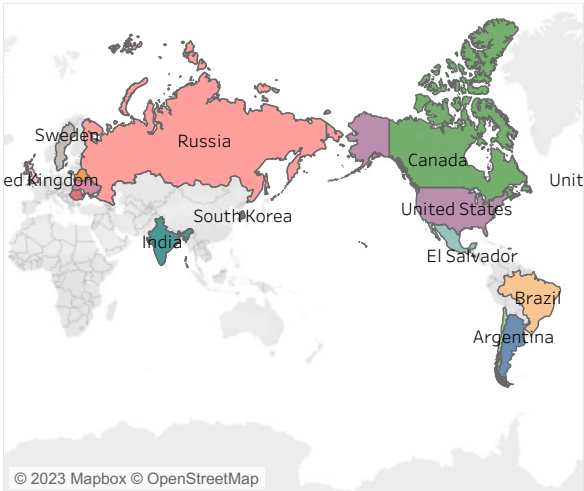 Sweden
Russia
ed Kingdom
Canada
Unit
South Korea
United States
India
El Salvador
Brazil
Argentina
© 2023 Mapbox © OpenStreetMap